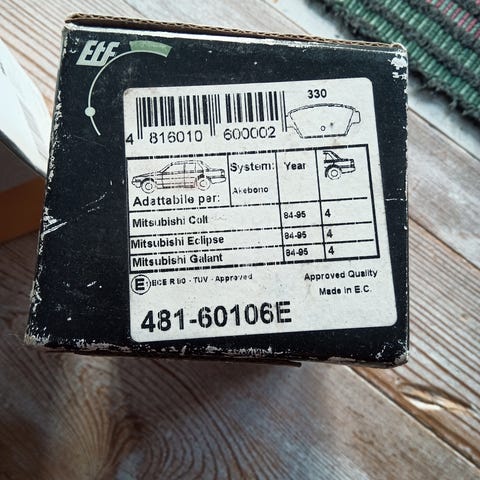 EtF
330
4 816010 600002
System: Year
Adattabile per: Akebono
Mitsubishi Colt 84-95 4
Mitsubishi Eclipse 84-95 4
Mitsubishi Galant 84-95 4
E ECE R 90 - TUV - Approved
Approved Quality
Made in E.C.
481-60106E